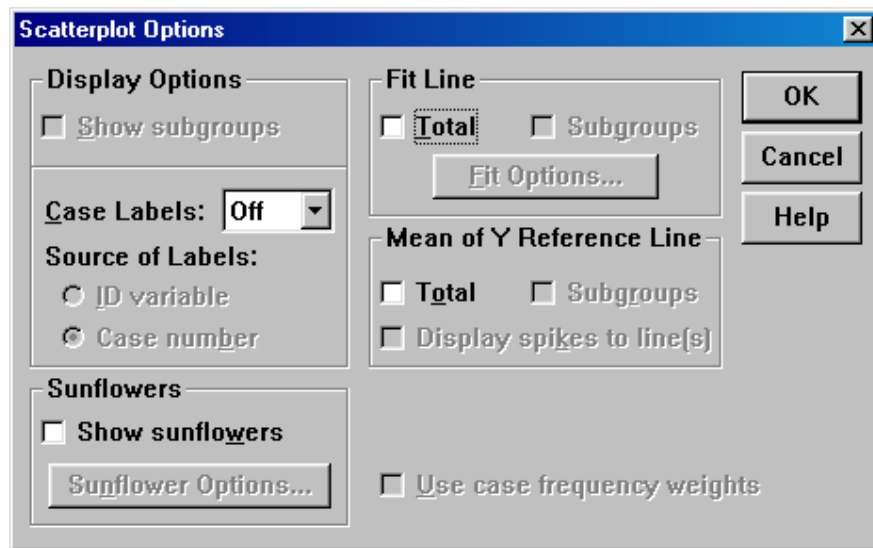 Scatterplot Options
Display Options
Show subgroups
Case Labels: Off
Source of Labels:
ID variable
Case number
Sunflowers
Show sunflowers
Sunflower Options...
Fit Line
Total Subgroups
Fit Options...
Mean of Y Reference Line
Total Subgroups
Display spikes to line(s)
Use case frequency weights
OK
Cancel
Help